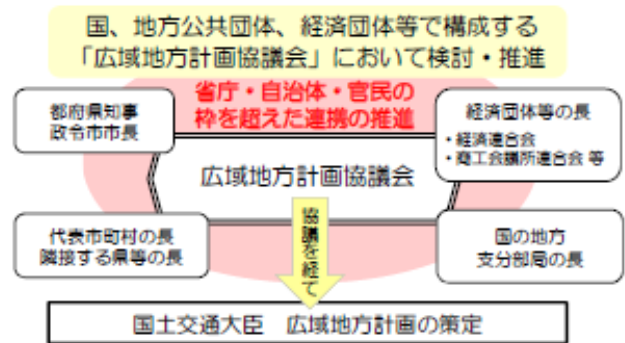 国、地方公共団体、経済団体等で構成する
「広域地方計画協議会」において検討・推進
省庁・自治体・官民の
枠を超えた連携の推進
都府県知事
政令市市長
経済団体等の長
・経済連合会
・商工会議所連合会 等
広域地方計画協議会
代表市町村の長
隣接する県等の長
協議を経て
国の地方
支分部局の長
国土交通大臣 広域地方計画の策定